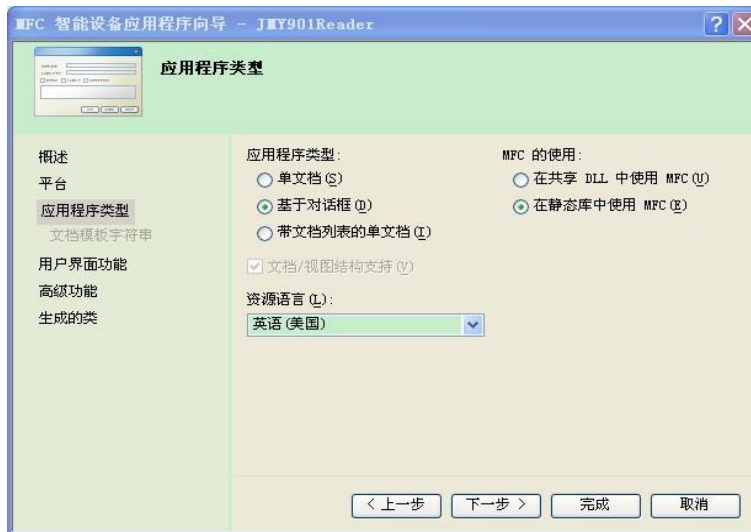 MFC 智能设备应用程序向导 - JMY901Reader
应用程序类型
概述
平台
应用程序类型
文档模板字符串
用户界面功能
高级功能
生成的类
应用程序类型:
单文档(S)
基于对话框(D)
带文档列表的单文档(I)
文档/视图结构支持(V)
资源语言(L):
英语(美国)
MFC 的使用:
在共享 DLL 中使用 MFC(U)
在静态库中使用 MFC(E)
< 上一步
下一步 >
完成
取消